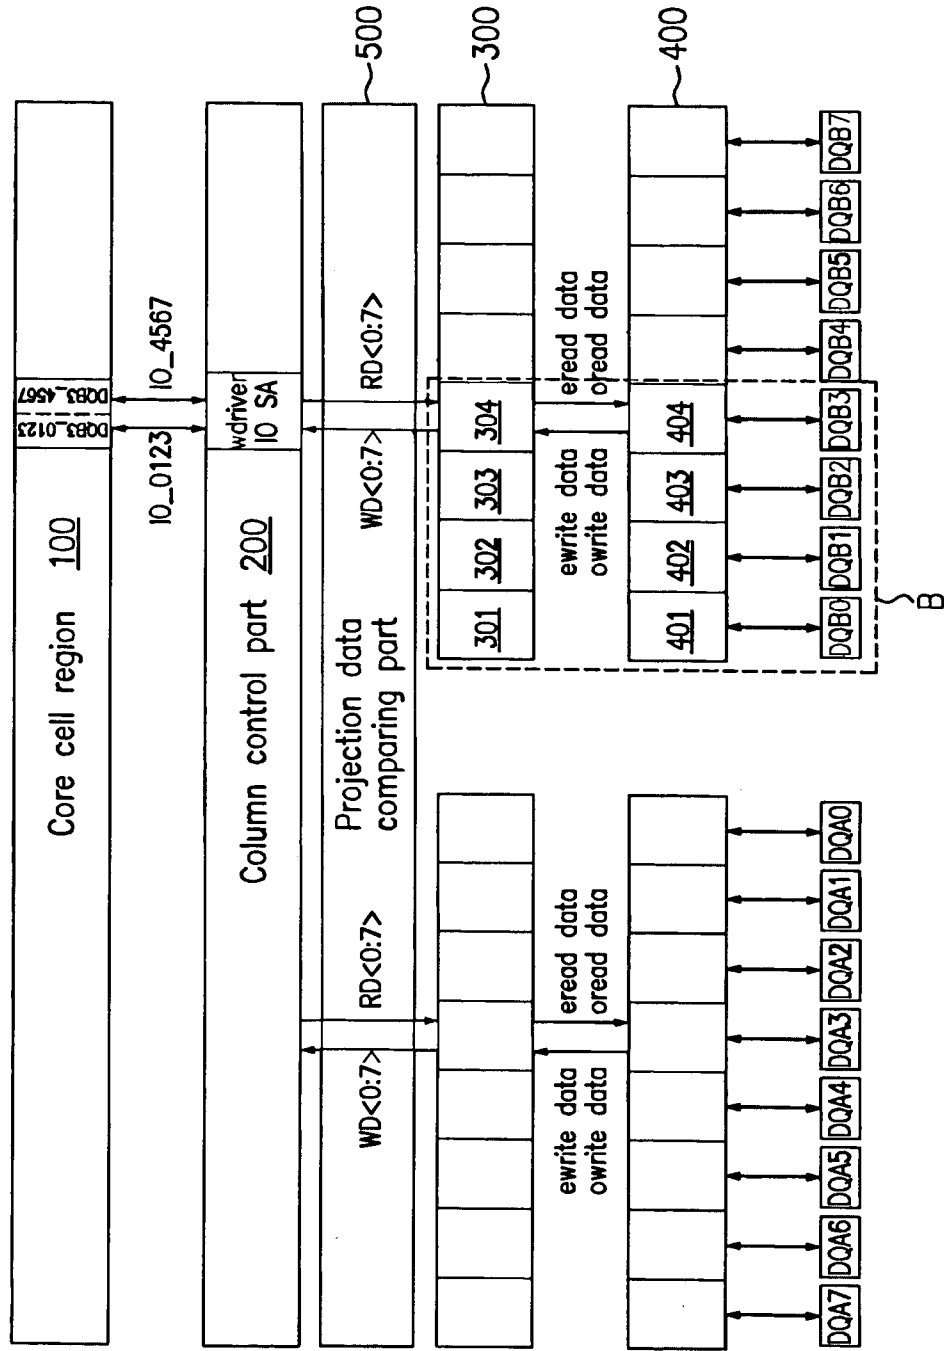 Core cell region 100
DQB3_0123
DQB3_4567
IO_0123
IO_4567
Column control part 200
wdriver
IO SA
Projection data
comparing part
500
WD<0:7>
RD<0:7>
WD<0:7>
RD<0:7>
301
302
303
304
300
ewrite data
owrite data
eread data
oread data
ewrite data
owrite data
eread data
oread data
401
402
403
404
400
DQA7
DQA6
DQA5
DQA4
DQA3
DQA2
DQA1
DQA0
DQB0
DQB1
DQB2
DQB3
DQB4
DQB5
DQB6
DQB7
B